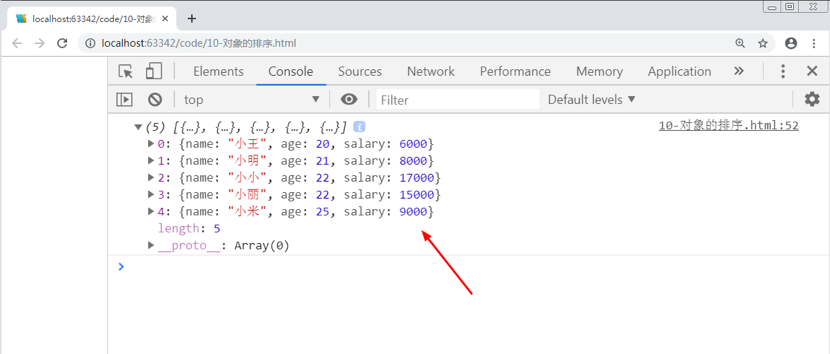 localhost:63342/code/10-对象的
localhost:63342/code/10-对象的排序.html
Elements Console Sources Network Performance Memory Application
top Filter Default levels
(5) [{…}, {…}, {…}, {…}, {…}] i 10-对象的排序.html:52
0: {name: "小王", age: 20, salary: 6000}
1: {name: "小明", age: 21, salary: 8000}
2: {name: "小小", age: 22, salary: 17000}
3: {name: "小丽", age: 22, salary: 15000}
4: {name: "小米", age: 25, salary: 9000}
length: 5
__proto__: Array(0)